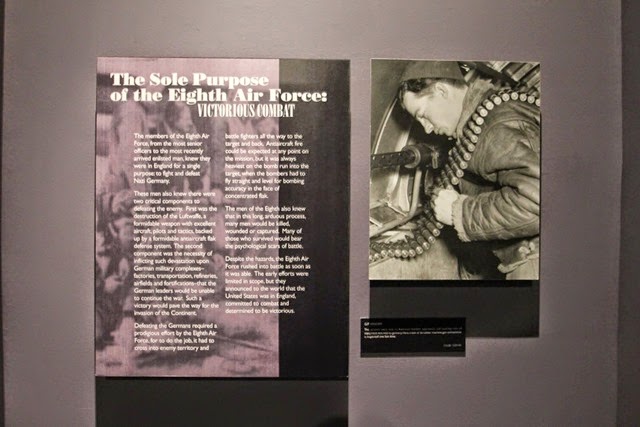 The Sole Purpose
of the Eighth Air Force:
VICTORIOUS COMBAT
The members of the Eighth Air
Force, from the most senior
officers to the most recently
arrived enlisted man, knew they
were in England for a single
purpose to fight and defeat
Nazi Germany.
These men also knew there were
two critical components to
defeating the enemy. First was the
destruction of the Luftwaffe, a
formidable weapon with excellent
aircraft, pilots and tactics, backed
up by a formidable antiaircraft flak
defense system. The second
component was the necessity of
inflicting such devastation upon
German military complexes–
factories, transportation, refineries,
airfields and fortifications–that the
German leaders would be unable
to continue the war. Such a
victory would pave the way for the
invasion of the Continent.
Defeating the Germans required a
prodigious effort by the Eighth Air
Force, for to do the job, it had to
cross into enemy territory and
battle fighters all the way to the
target and back. Antiaircraft fire
could be expected at any point on
the mission, but it was always
heaviest on the bomb run into the
target, when the bombers had to
fly straight and level for bombing
accuracy in the face of
concentrated flak.
The men of the Eighth also knew
that in this long, arduous process,
many men would be killed,
wounded or captured. Many of
those who survived would bear
the psychological scars of battle.
Despite the hazards, the Eighth Air
Force rushed into battle as soon as
it was able. The early efforts were
limited in scope, but they
announced to the world that the
United States was in England,
committed to combat and
determined to be victorious.